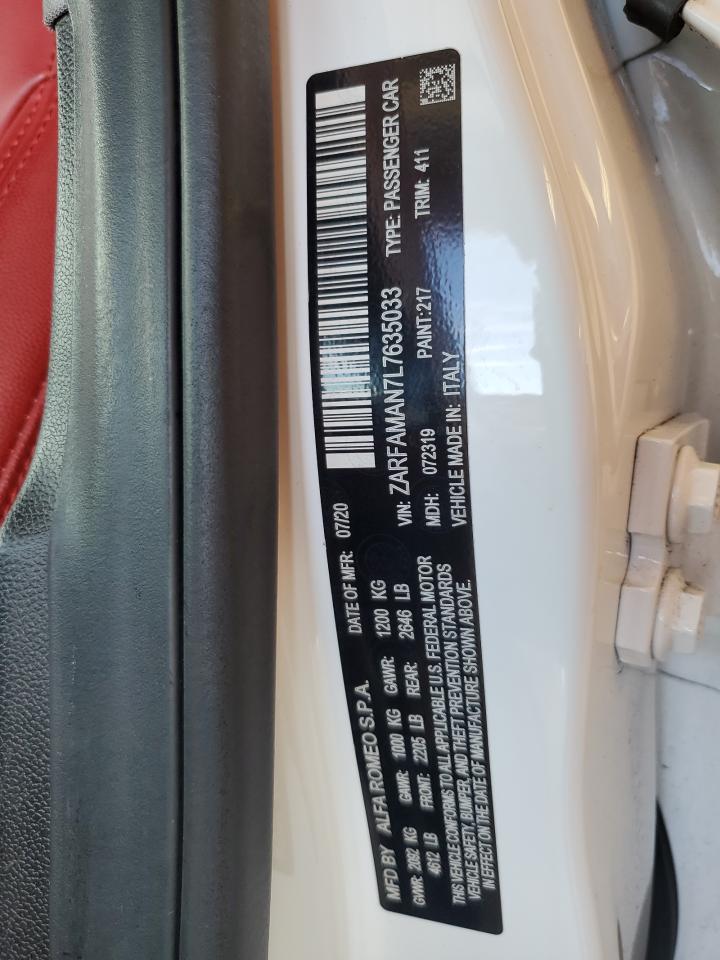 MFD BY ALFA ROMEO S.P.A. DATE OF MFR: 07/20
GVWR: 2092 KG GAWR: 1000 KG GAWR: 1200 KG
4612 LB FRONT: 2205 LB REAR: 2646 LB
THIS VEHICLE CONFORMS TO ALL APPLICABLE U.S. FEDERAL MOTOR
VEHICLE SAFETY, BUMPER, AND THEFT PREVENTION STANDARDS
IN EFFECT ON THE DATE OF MANUFACTURE SHOWN ABOVE.
VIN: ZARFAMAN7L7635033 TYPE: PASSENGER CAR
MDH: 072319 PAINT:217 TRIM: 411
VEHICLE MADE IN: ITALY